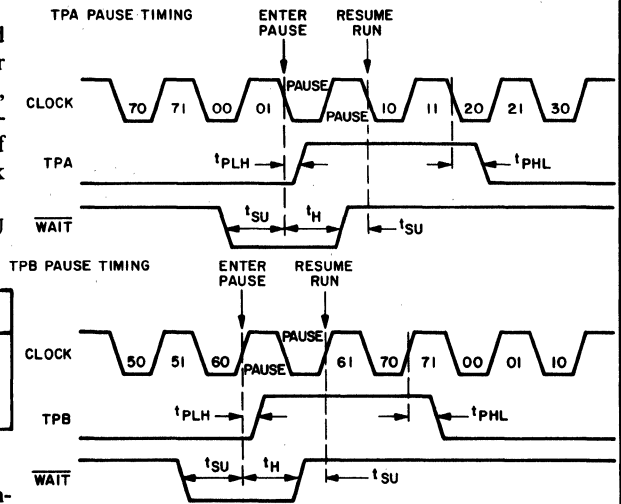 TPA PAUSE TIMING
ENTER PAUSE
RESUME RUN
CLOCK
70 71 00 01 PAUSE PAUSE 10 11 20 21 30
TPA
tPLH
tPHL
WAIT
tSU
tH
tSU
TPB PAUSE TIMING
ENTER PAUSE
RESUME RUN
CLOCK
50 51 60 PAUSE PAUSE 61 70 71 00 01 10
TPB
tPLH
tPHL
WAIT
tSU
tH
tSU